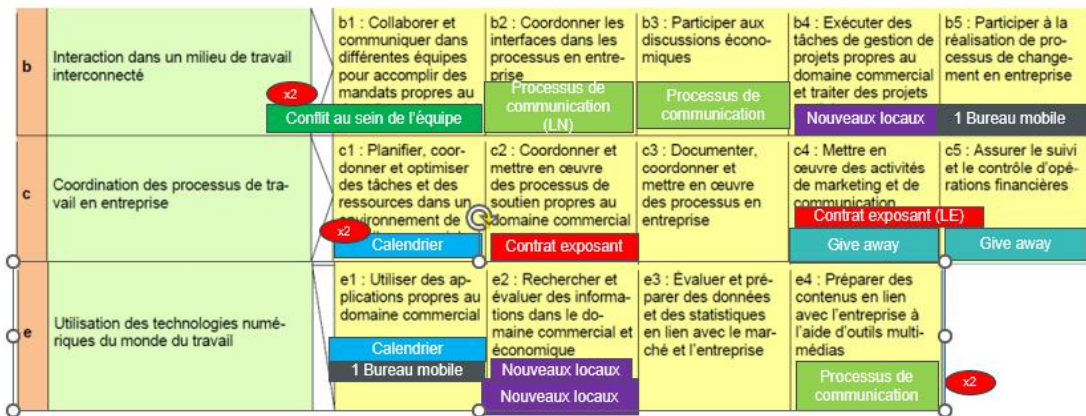 b
Interaction dans un milieu de travail
interconnecté
b1 : Collaborer et
communiquer dans
différentes équipes
pour accomplir des
mandats propres au
x2
Conflit au sein de l'équipe
b2 : Coordonner les
interfaces dans les
processus en entre-
prise
Processus de
communication
(LN)
b3 : Participer aux
discussions écono-
miques
Processus de
communication
b4 : Exécuter des
tâches de gestion de
projets propres au
domaine commercial
et traiter des projets
Nouveaux locaux
b5 : Participer à la
réalisation de pro-
cessus de change-
ment en entreprise
1 Bureau mobile
c
Coordination des processus de tra-
vail en entreprise
c1 : Planifier, coor-
donner et optimiser
des tâches et des
ressources dans un
environnement de
x2
Calendrier
c2 : Coordonner et
mettre en œuvre
des processus de
soutien propres au
domaine commercial
Contrat exposant
c3 : Documenter,
coordonner et
mettre en œuvre
des processus en
entreprise
c4 : Mettre en
œuvre des activités
de marketing et de
communication
Contrat exposant (LE)
Give away
c5 : Assurer le suivi
et le contrôle d'opé-
rations financières
Give away
e
Utilisation des technologies numé-
riques du monde du travail
e1 : Utiliser des ap-
plications propres au
domaine commercial
Calendrier
1 Bureau mobile
e2 : Rechercher et
évaluer des informa-
tions dans le do-
maine commercial et
économique
Nouveaux locaux
Nouveaux locaux
e3 : Évaluer et pré-
parer des données
et des statistiques
en lien avec le mar-
ché et l'entreprise
e4 : Préparer des
contenus en lien
avec l'entreprise à
l'aide d'outils multi-
médias
Processus de
communication
x2